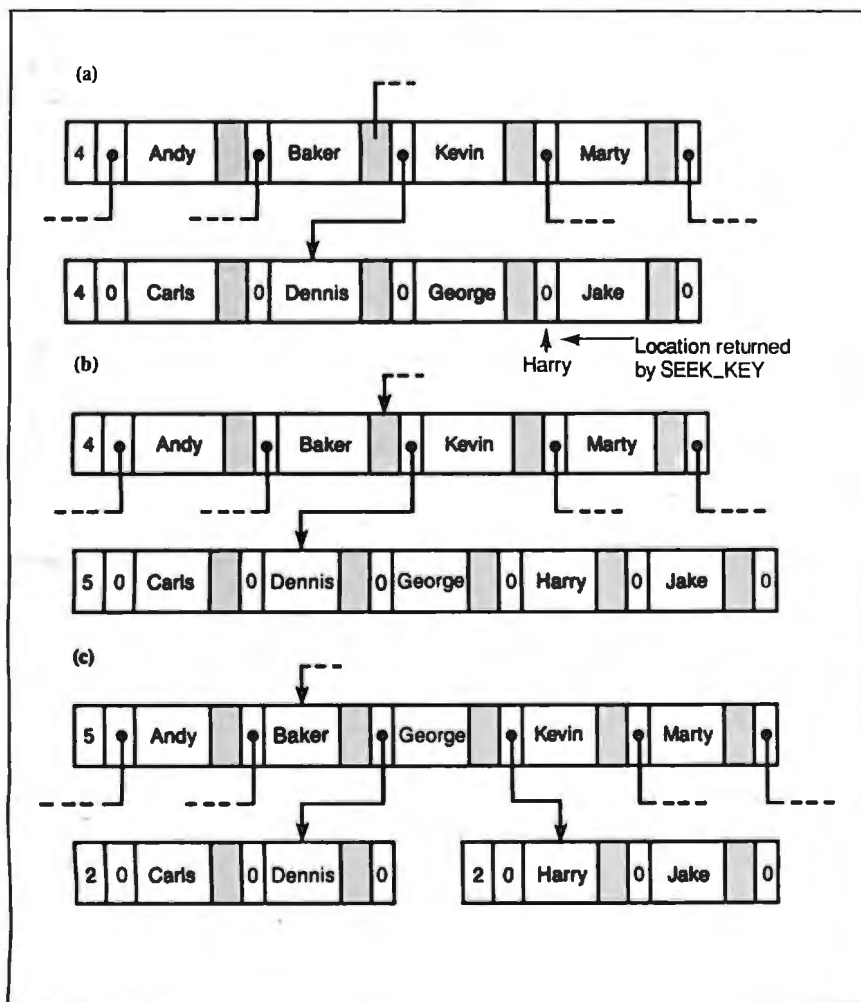 (a)
4 Andy Baker Kevin Marty
4 0 Carls 0 Dennis 0 George 0 Jake 0
Harry
Location returned
by SEEK_KEY
(b)
4 Andy Baker Kevin Marty
5 0 Carls 0 Dennis 0 George 0 Harry 0 Jake 0
(c)
5 Andy Baker George Kevin Marty
2 0 Carls 0 Dennis 0
2 0 Harry 0 Jake 0